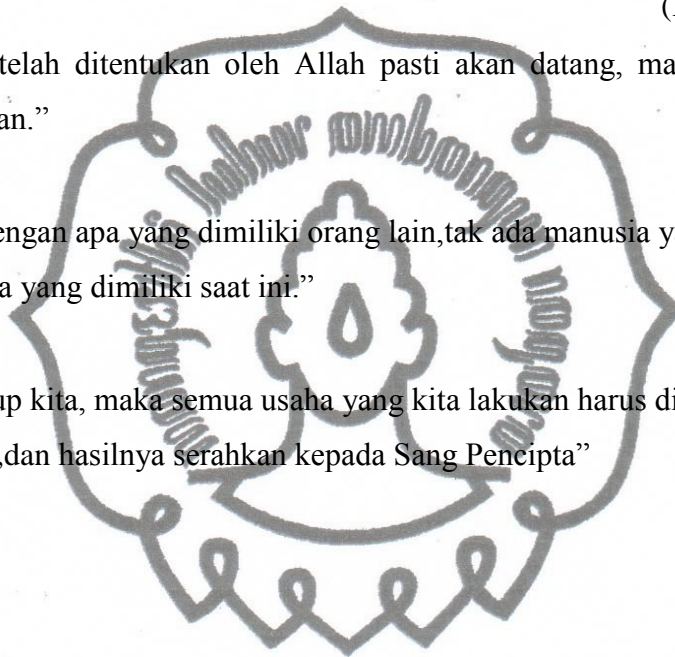 (
telah ditentukan oleh Allah pasti akan datang, ma
an.”
engan apa yang dimiliki orang lain,tak ada manusia y
a yang dimiliki saat ini.”
up kita, maka semua usaha yang kita lakukan harus di
,dan hasilnya serahkan kepada Sang Pencipta”